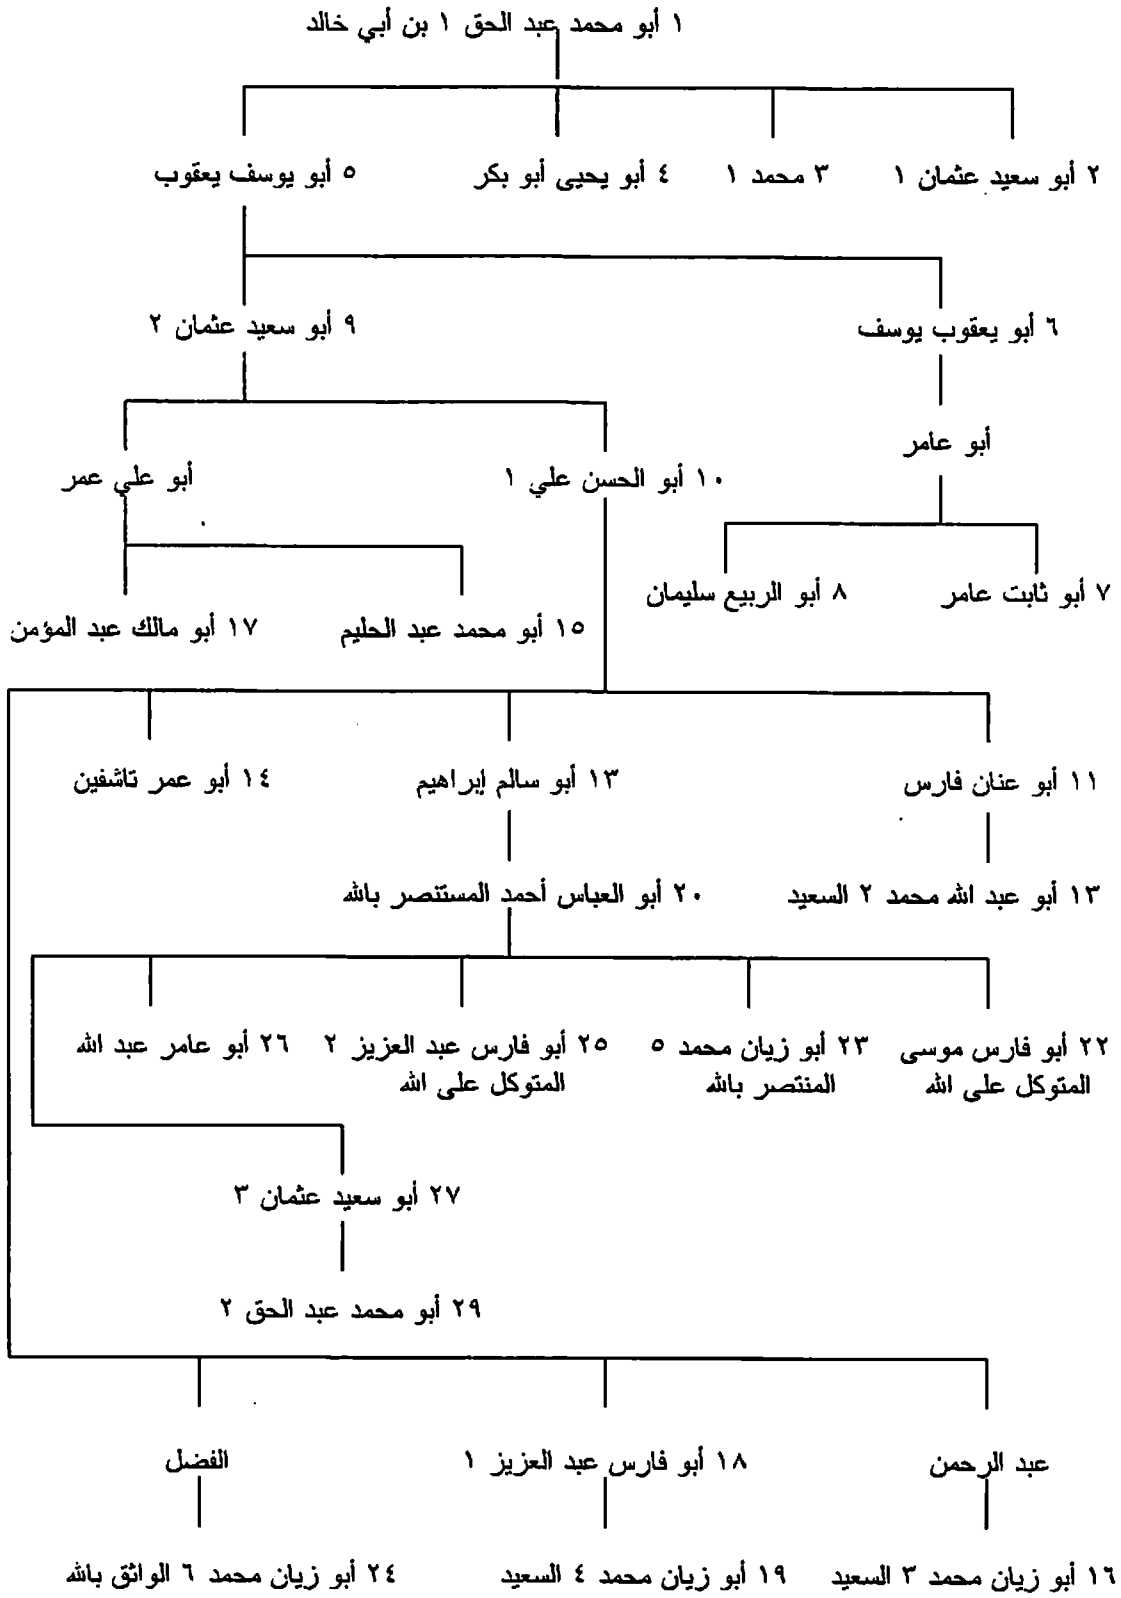 ١ أبو محمد عبد الحق ١ بن أبي خالد
٢ أبو سعيد عثمان ١
٣ محمد ١
٤ أبو يحيى أبو بكر
٥ أبو يوسف يعقوب
٦ أبو يعقوب يوسف
٩ أبو سعيد عثمان ٢
أبو عامر
١٠ أبو الحسن علي ١
أبو علي عمر
٧ أبو ثابت عامر
٨ أبو الربيع سليمان
١٥ أبو محمد عبد الحليم
١٧ أبو مالك عبد المؤمن
١١ أبو عنان فارس
١٣ أبو سالم إبراهيم
١٤ أبو عمر تاشفين
١٣ أبو عبد الله محمد ٢ السعيد
٢٠ أبو العباس أحمد المستنصر بالله
٢٢ أبو فارس موسى
المتوكل على الله
٢٣ أبو زيان محمد ٥
المنتصر بالله
٢٥ أبو فارس عبد العزيز ٢
المتوكل على الله
٢٦ أبو عامر عبد الله
٢٧ أبو سعيد عثمان ٣
٢٩ أبو محمد عبد الحق ٢
عبد الرحمن
١٨ أبو فارس عبد العزيز ١
الفضل
١٦ أبو زيان محمد ٣ السعيد
١٩ أبو زيان محمد ٤ السعيد
٢٤ أبو زيان محمد ٦ الواثق بالله